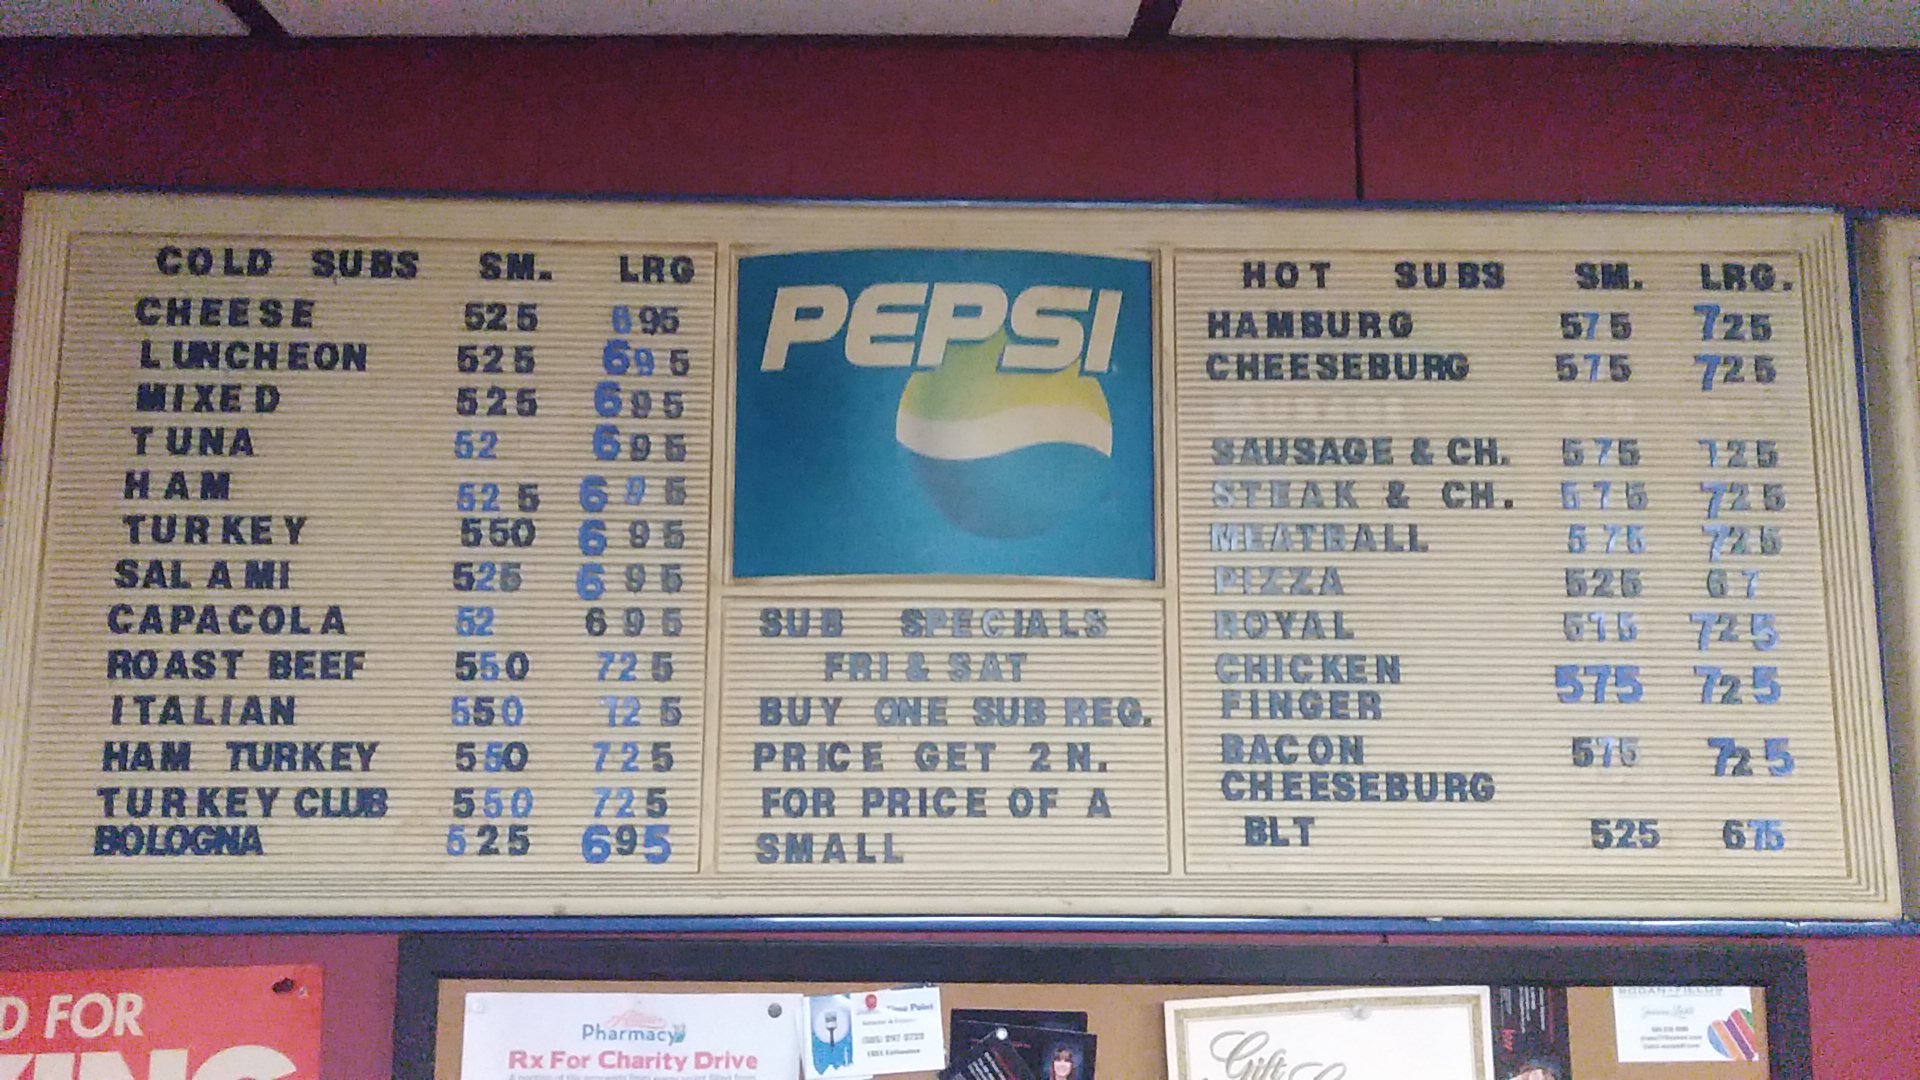 COLD SUBS SM. LRG
CHEESE 525 695
LUNCHEON 525 695
MIXED 525 695
TUNA 52 695
HAM 525 695
TURKEY 550 695
SALAMI 525 695
CAPACOLA 52 695
ROAST BEEF 550 725
ITALIAN 550 725
HAM TURKEY 550 725
TURKEY CLUB 550 725
BOLOGNA 525 695
PEPSI
SUB SPECIALS
FRI & SAT
BUY ONE SUB REG.
PRICE GET 2 N.
FOR PRICE OF A
SMALL
HOT SUBS SM. LRG.
HAMBURG 575 725
CHEESEBURG 575 725
SAUSAGE & CH. 575 725
STEAK & CH. 575 725
MEATBALL 575 725
PIZZA 525 67
ROYAL 575 725
CHICKEN 575 725
FINGER
BACON 575 725
CHEESEBURG
BLT 525 675
D FOR
KING
Pharmacy
Rx For Charity Drive
Gift
RODAN+FIELDS